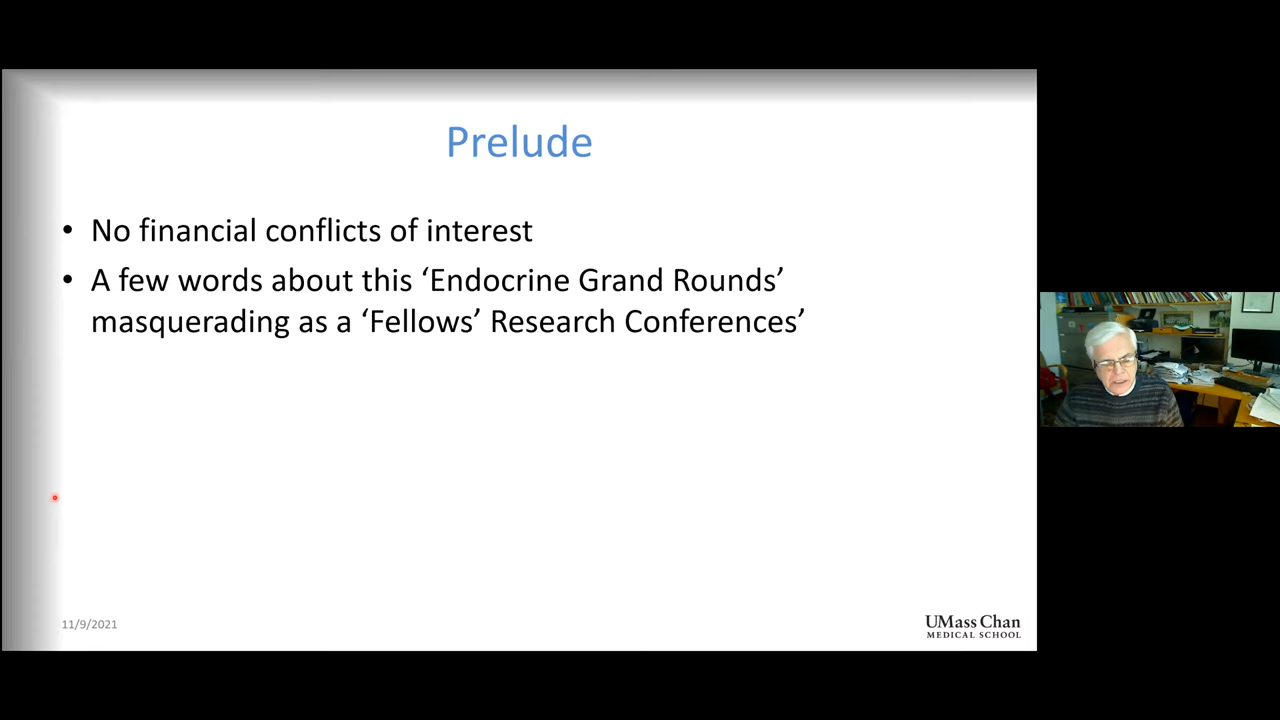 Prelude
• No financial conflicts of interest
• A few words about this ‘Endocrine Grand Rounds’
masquerading as a ‘Fellows’ Research Conferences’
11/9/2021
UMass Chan
MEDICAL SCHOOL